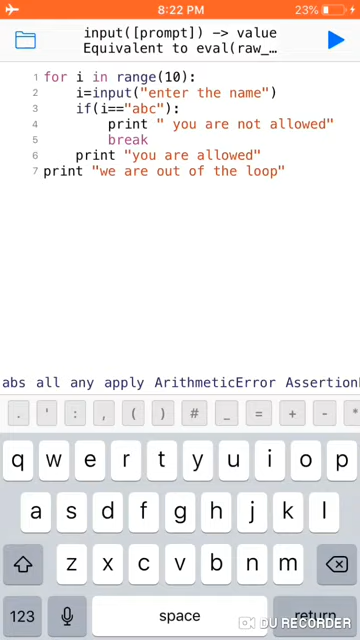 8:22 PM 23%
input([prompt]) -> value
Equivalent to eval(raw_…
1 for i in range(10):
2 i=input("enter the name")
3 if(i=="abc"):
4 print " you are not allowed"
5 break
6 print "you are allowed"
7 print "we are out of the loop"
abs all any apply ArithmeticError Assertion
. ' : , ( ) # _ = + - *
q w e r t y u i o p
a s d f g h j k l
z x c v b n m
123 space return
DU RECORDER